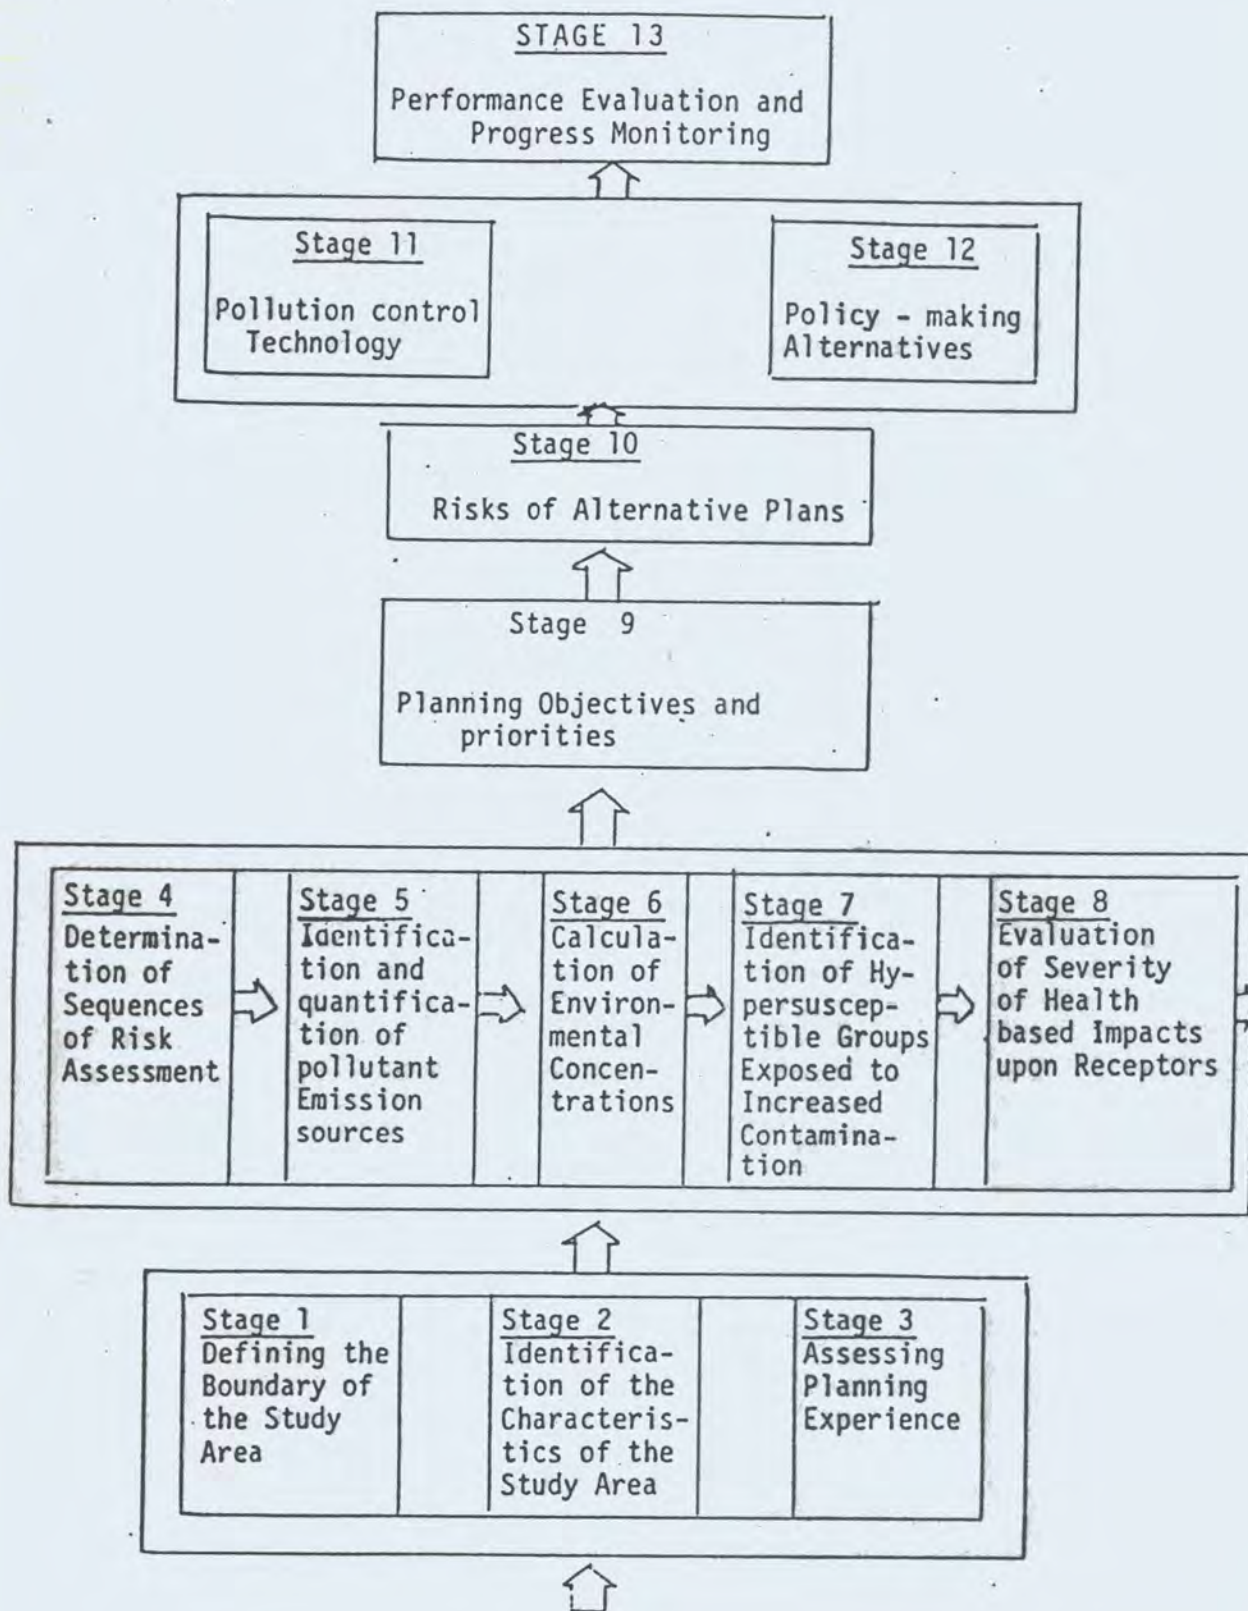 STAGE 13
Performance Evaluation and
Progress Monitoring
Stage 11
Pollution control
Technology
Stage 12
Policy - making
Alternatives
Stage 10
Risks of Alternative Plans
Stage 9
Planning Objectives and
priorities
Stage 4
Determina-
tion of
Sequences
of Risk
Assessment
Stage 5
Identifica-
tion and
quantifica-
tion of
pollutant
Emission
sources
Stage 6
Calcula-
tion of
Environ-
mental
Concen-
trations
Stage 7
Identifica-
tion of Hy-
persuscep-
tible Groups
Exposed to
Increased
Contamina-
tion
Stage 8
Evaluation
of Severity
of Health
based Impacts
upon Receptors
Stage 1
Defining the
Boundary of
the Study
Area
Stage 2
Identifica-
tion of the
Characteris-
tics of the
Study Area
Stage 3
Assessing
Planning
Experience